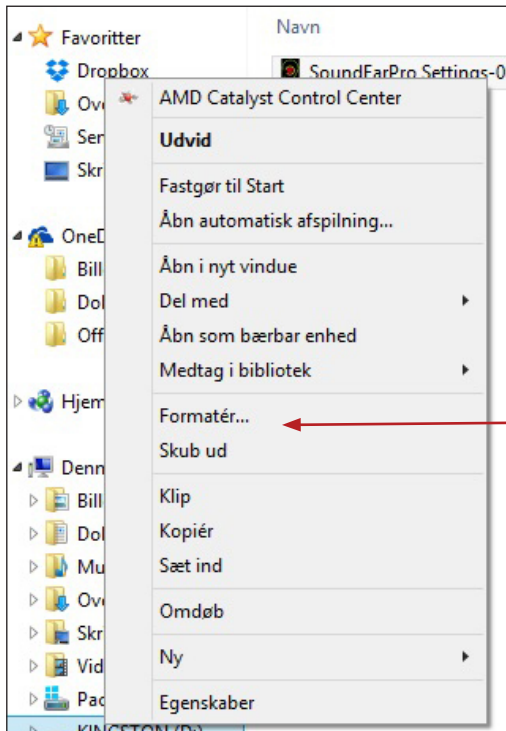 Navn
Favoritter
Dropbox
SoundEarPro Settings-0
AMD Catalyst Control Center
Udvid
Fastgør til Start
Åbn automatisk afspilning...
Åbn i nyt vindue
Del med
Åbn som bærbar enhed
Medtag i bibliotek
Formatér...
Skub ud
Klip
Kopiér
Sæt ind
Omdøb
Ny
Egenskaber
KINGSTON (D:)